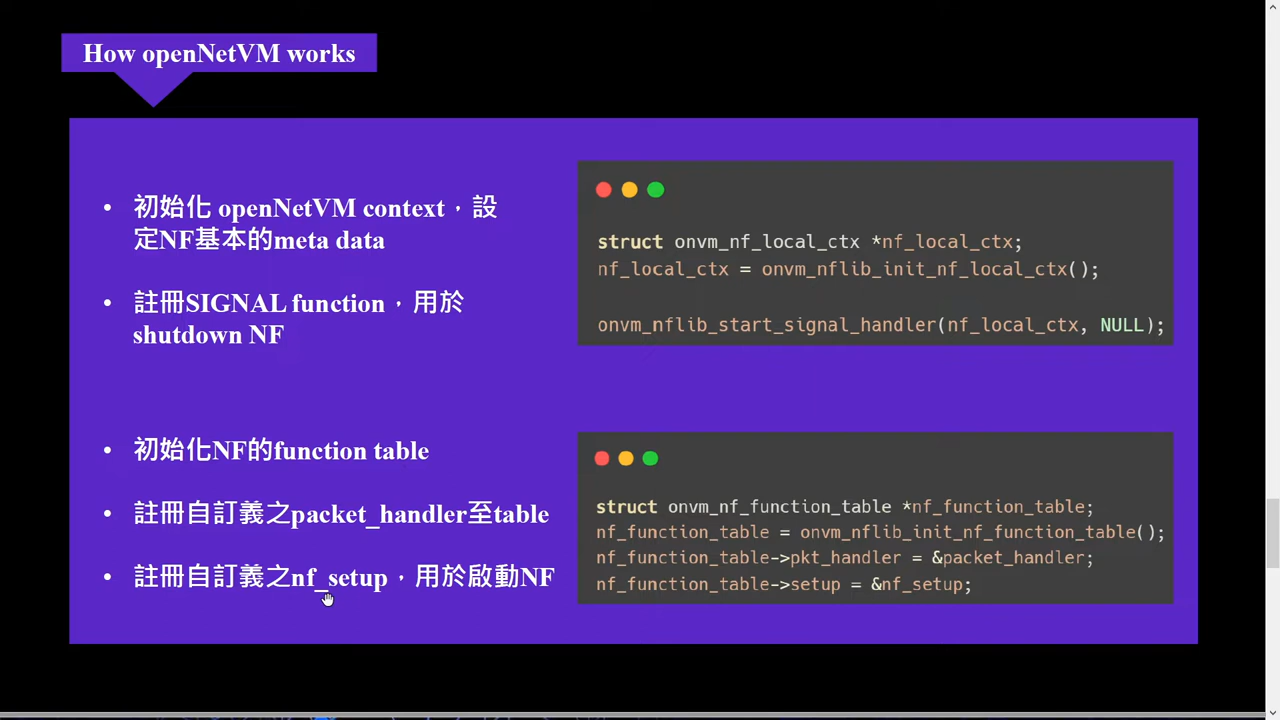 How openNetVM works
• 初始化 openNetVM context，設
定NF基本的meta data
• 註冊SIGNAL function，用於
shutdown NF
struct onvm_nf_local_ctx *nf_local_ctx;
nf_local_ctx = onvm_nflib_init_nf_local_ctx();
onvm_nflib_start_signal_handler(nf_local_ctx, NULL);
• 初始化NF的function table
• 註冊自訂義之packet_handler至table
• 註冊自訂義之nf_setup，用於啟動NF
struct onvm_nf_function_table *nf_function_table;
nf_function_table = onvm_nflib_init_nf_function_table();
nf_function_table->pkt_handler = &packet_handler;
nf_function_table->setup = &nf_setup;